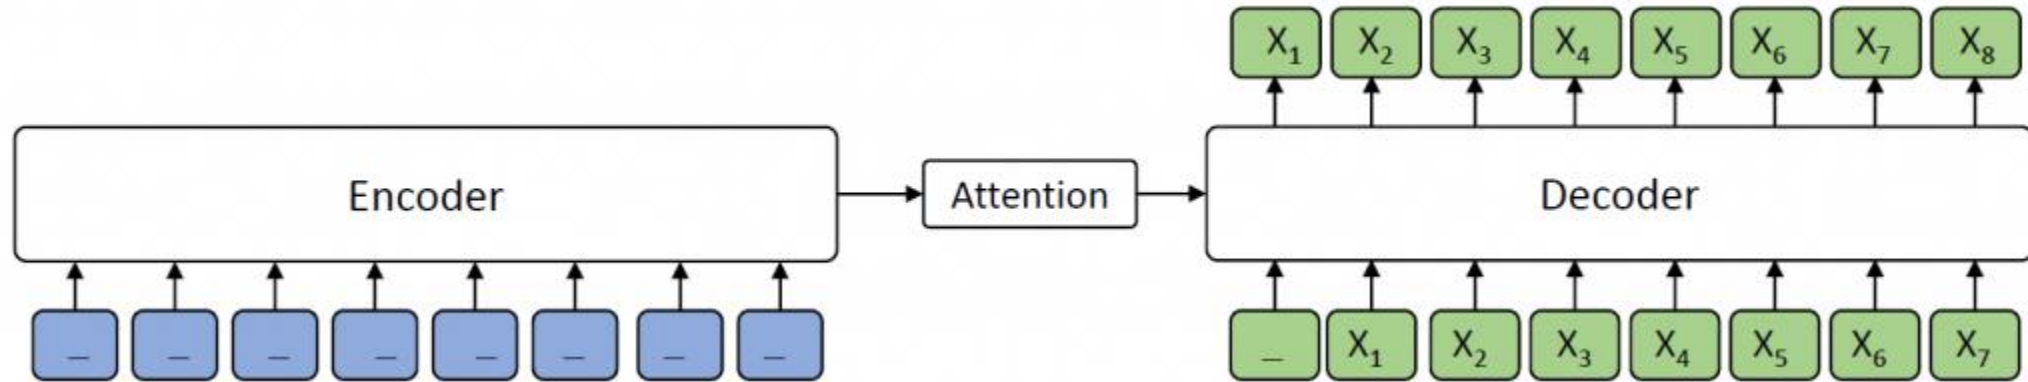 X₁ X₂ X₃ X₄ X₅ X₆ X₇ X₈
Encoder Attention Decoder
_ _ _ _ _ _ _ _ _ X₁ X₂ X₃ X₄ X₅ X₆ X₇